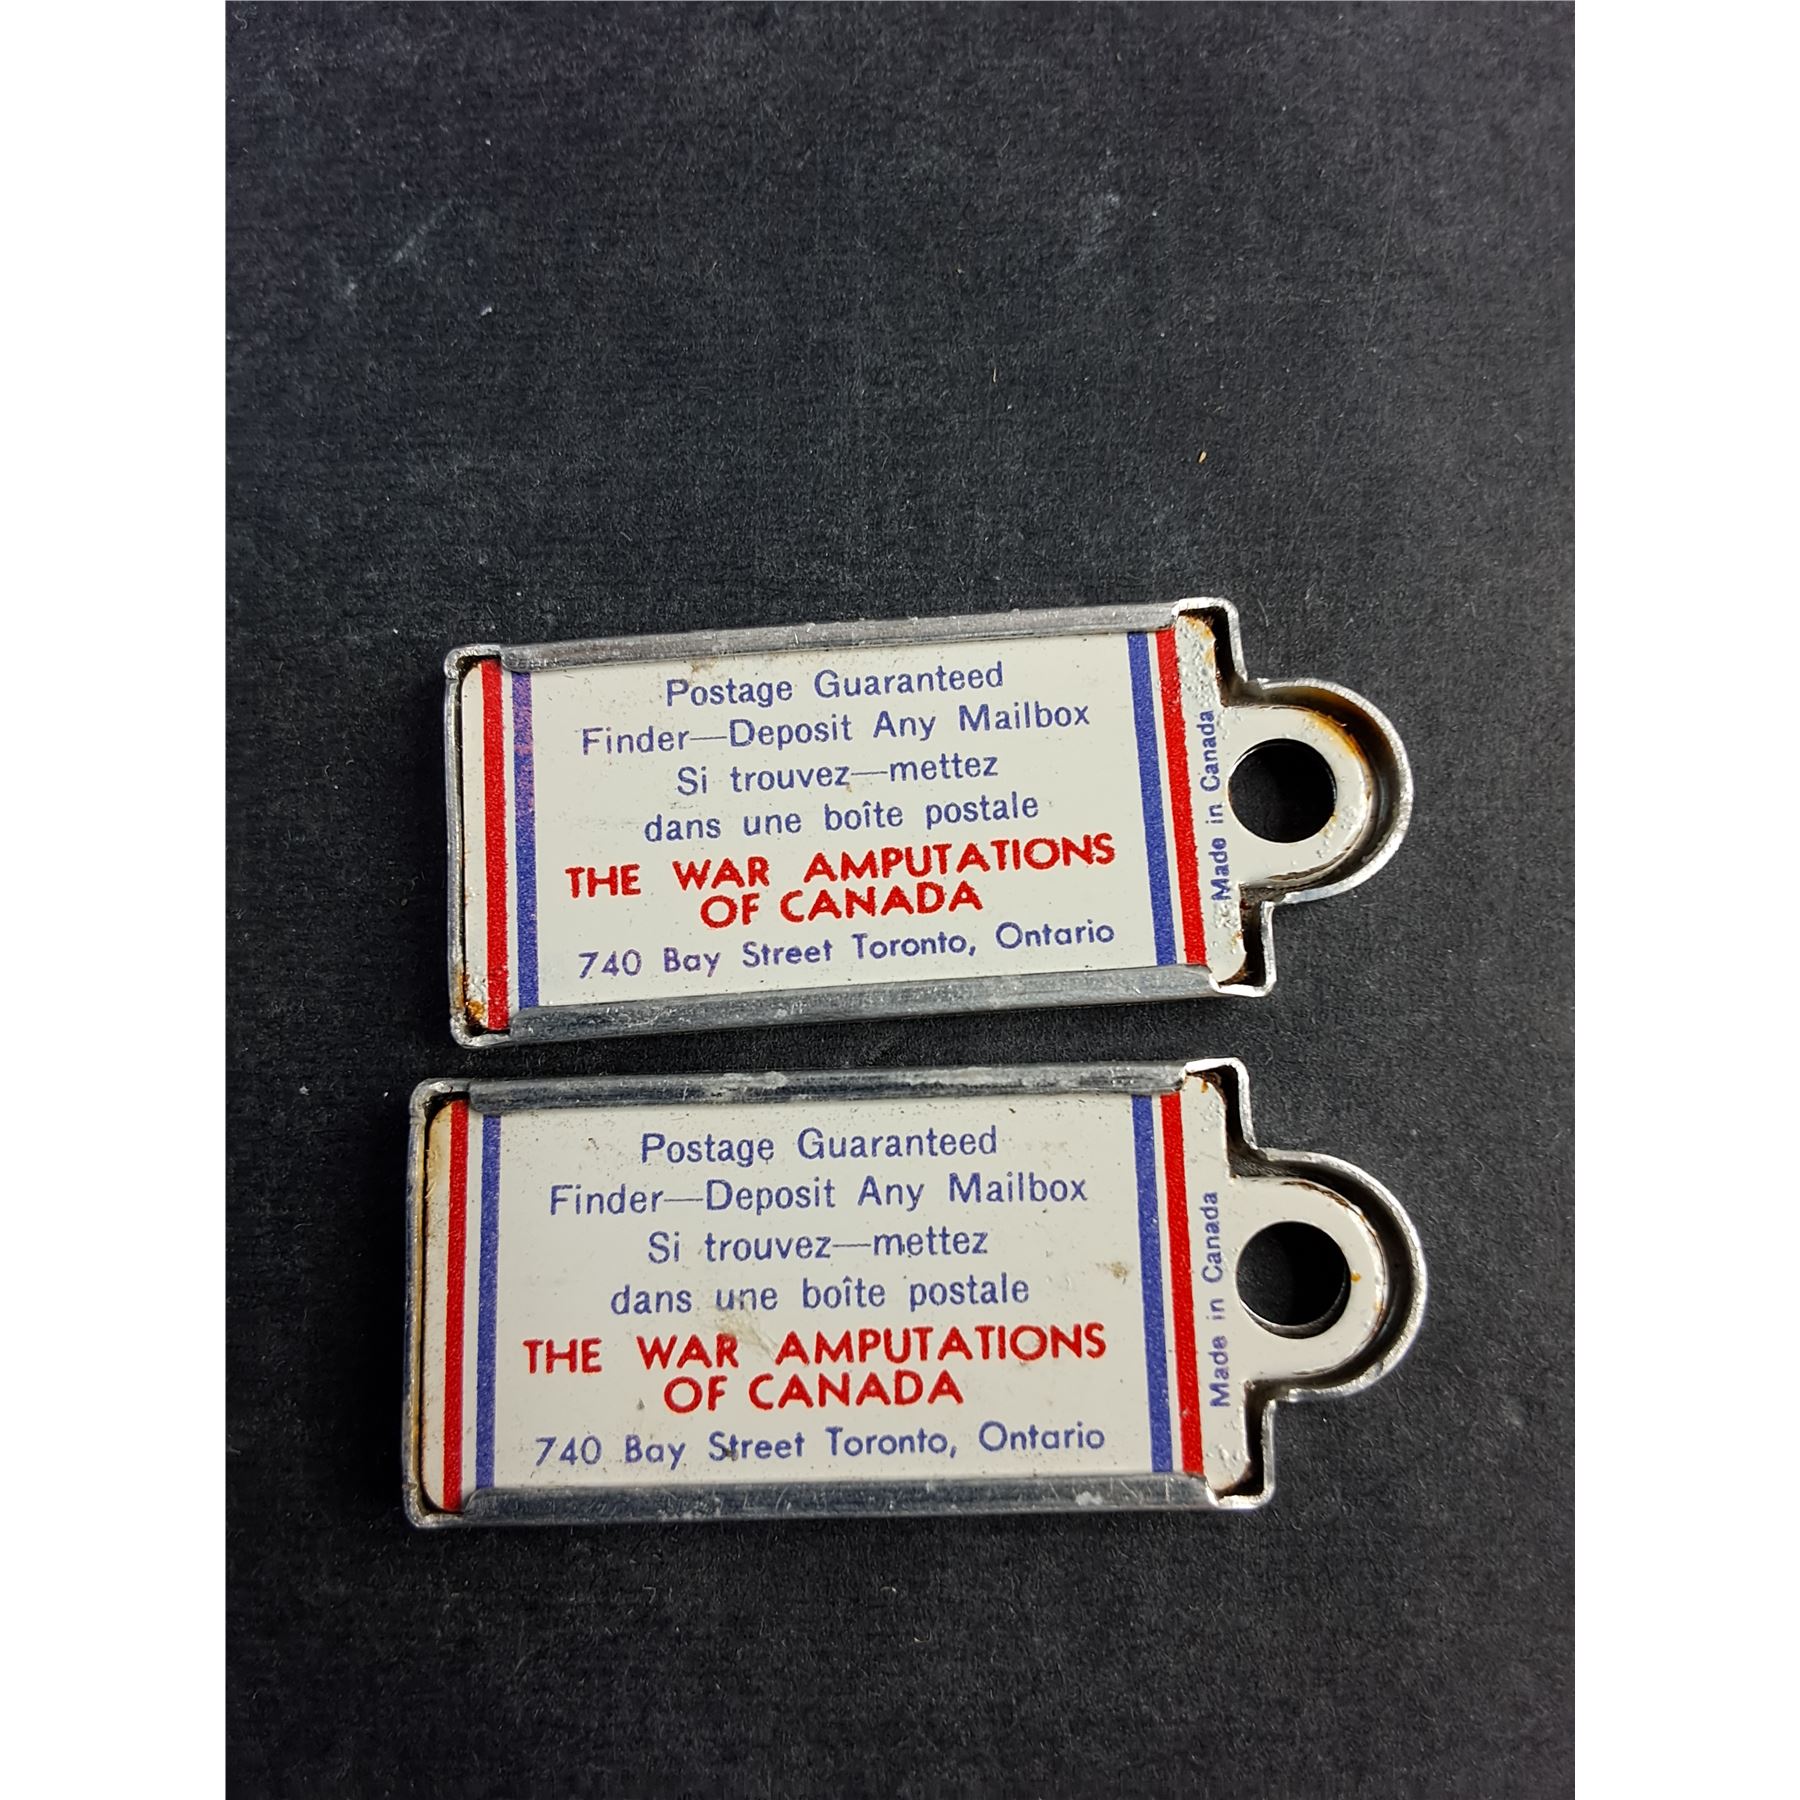 Postage Guaranteed
Finder—Deposit Any Mailbox
Si trouvez—mettez
dans une boîte postale
THE WAR AMPUTATIONS
OF CANADA
740 Bay Street Toronto, Ontario
Made in Canada
Postage Guaranteed
Finder—Deposit Any Mailbox
Si trouvez—mettez
dans une boîte postale
THE WAR AMPUTATIONS
OF CANADA
740 Bay Street Toronto, Ontario
Made in Canada